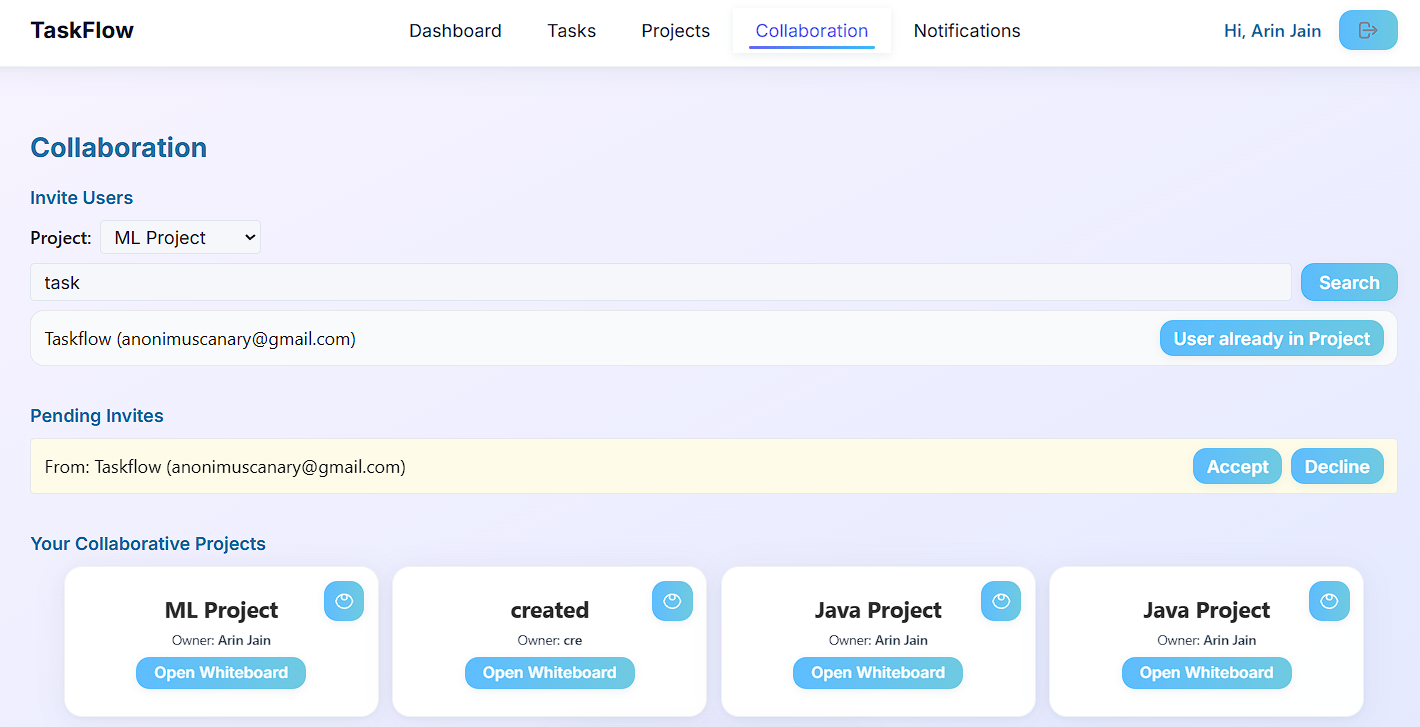 TaskFlow Dashboard Tasks Projects Collaboration Notifications Hi, Arin Jain
Collaboration
Invite Users
Project: ML Project
task Search
Taskflow (anonimuscanary@gmail.com) User already in Project
Pending Invites
From: Taskflow (anonimuscanary@gmail.com) Accept Decline
Your Collaborative Projects
ML Project created Java Project Java Project
Owner: Arin Jain Owner: cre Owner: Arin Jain Owner: Arin Jain
Open Whiteboard Open Whiteboard Open Whiteboard Open Whiteboard